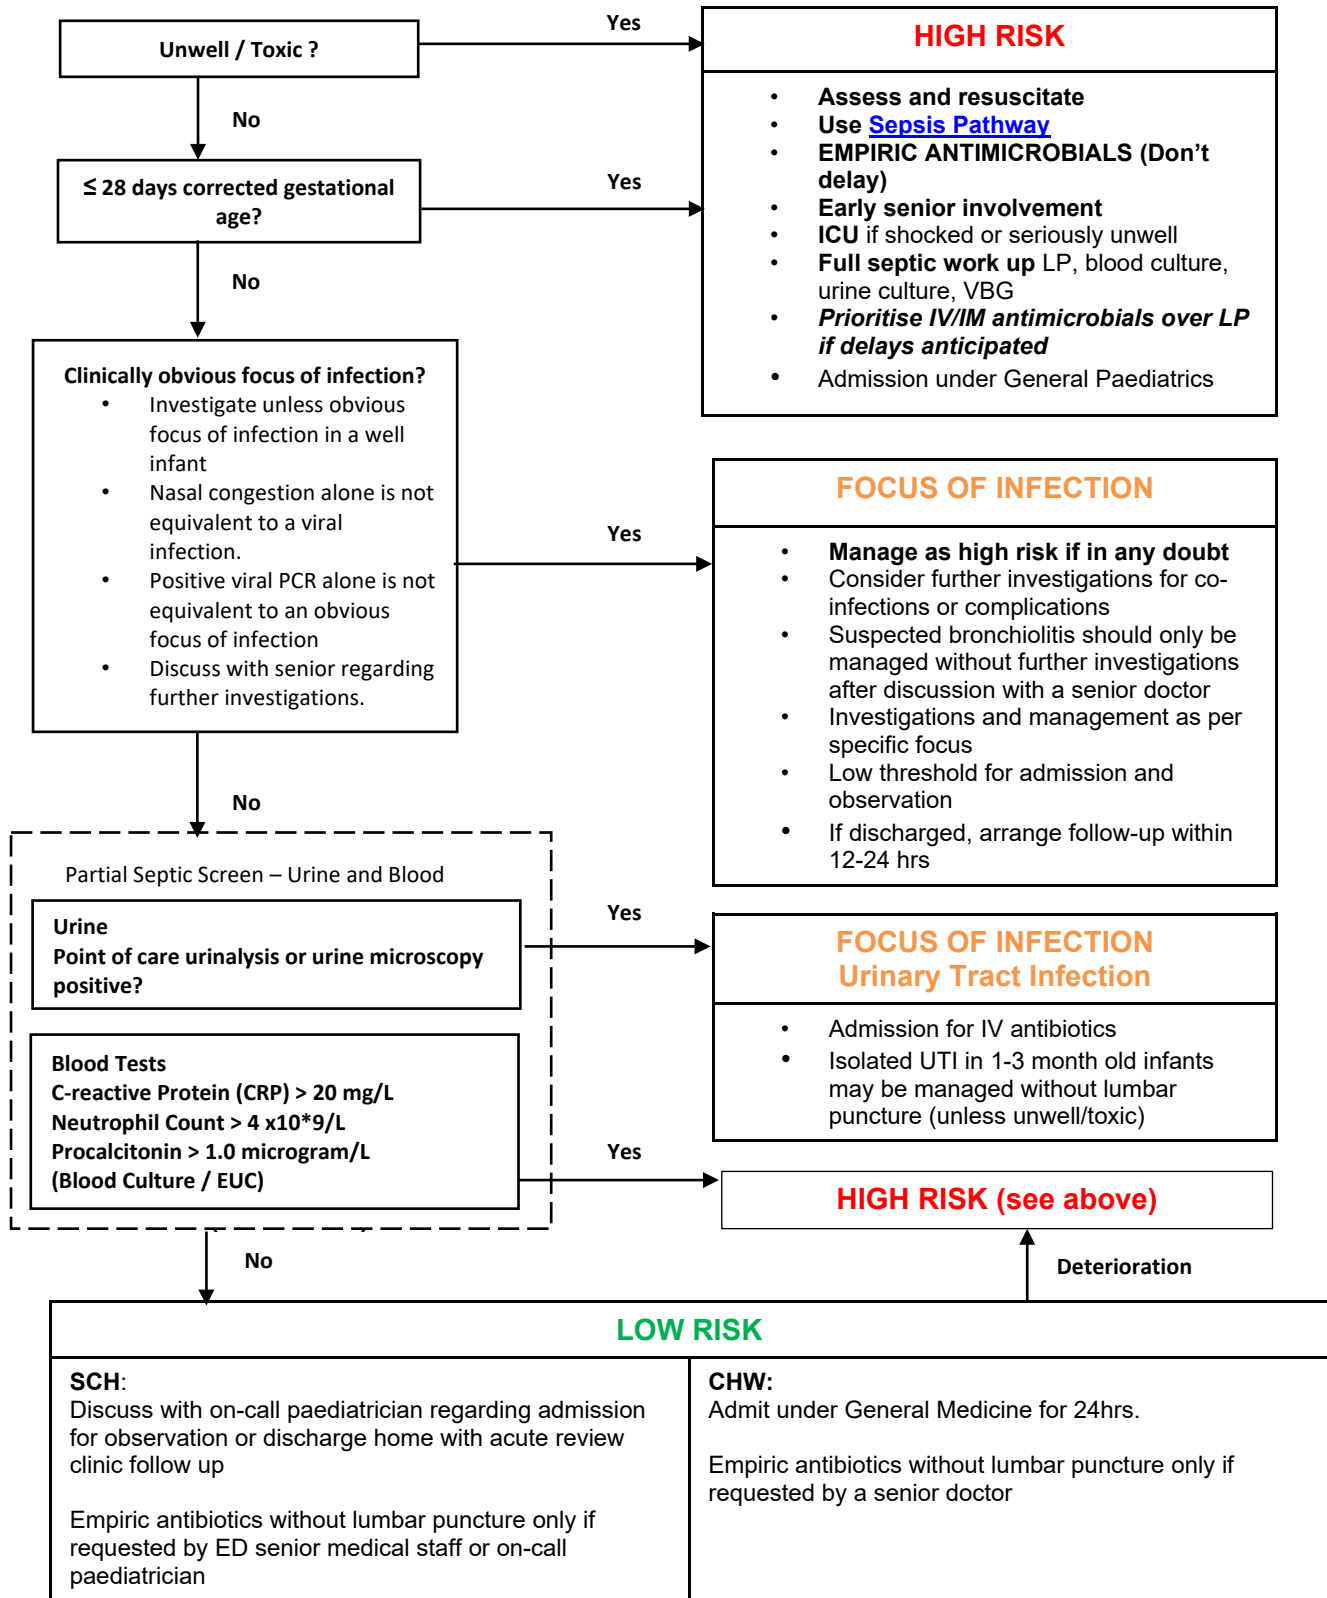 Unwell / Toxic ?
Yes
No
≤ 28 days corrected gestational
age?
Yes
No
HIGH RISK
• Assess and resuscitate
• Use Sepsis Pathway
• EMPIRIC ANTIMICROBIALS (Don't
delay)
• Early senior involvement
• ICU if shocked or seriously unwell
• Full septic work up LP, blood culture,
urine culture, VBG
• Prioritise IV/IM antimicrobials over LP
if delays anticipated
• Admission under General Paediatrics
Clinically obvious focus of infection?
• Investigate unless obvious
focus of infection in a well
infant
• Nasal congestion alone is not
equivalent to a viral
infection.
• Positive viral PCR alone is not
equivalent to an obvious
focus of infection
• Discuss with senior regarding
further investigations.
Yes
No
FOCUS OF INFECTION
• Manage as high risk if in any doubt
• Consider further investigations for co-
infections or complications
• Suspected bronchiolitis should only be
managed without further investigations
after discussion with a senior doctor
• Investigations and management as per
specific focus
• Low threshold for admission and
observation
• If discharged, arrange follow-up within
12-24 hrs
Partial Septic Screen – Urine and Blood
Urine
Point of care urinalysis or urine microscopy
positive?
Yes
FOCUS OF INFECTION
Urinary Tract Infection
• Admission for IV antibiotics
• Isolated UTI in 1-3 month old infants
may be managed without lumbar
puncture (unless unwell/toxic)
Blood Tests
C-reactive Protein (CRP) > 20 mg/L
Neutrophil Count > 4 x10*9/L
Procalcitonin > 1.0 microgram/L
(Blood Culture / EUC)
Yes
HIGH RISK (see above)
No
Deterioration
LOW RISK
SCH:
Discuss with on-call paediatrician regarding admission
for observation or discharge home with acute review
clinic follow up
Empiric antibiotics without lumbar puncture only if
requested by ED senior medical staff or on-call
paediatrician
CHW:
Admit under General Medicine for 24hrs.
Empiric antibiotics without lumbar puncture only if
requested by a senior doctor